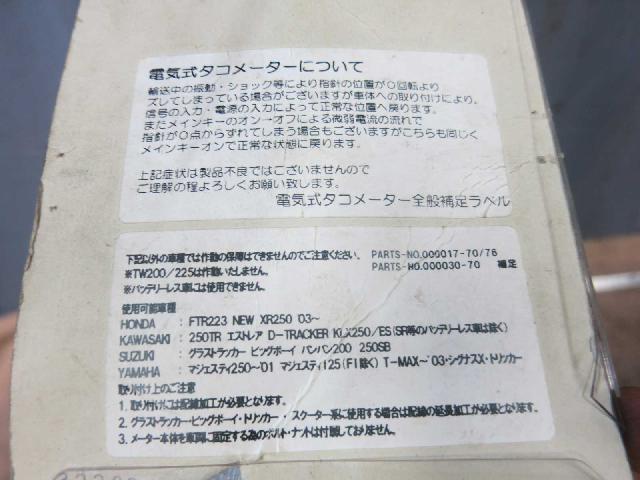 電気式タコメーターについて
輸送中の振動・ショック等により指針の位置が0回転より
ズレてしまっている場合がございますが車体への取り付けにより、
信号の入力・電源の入力によって正常な位置へ戻ります。
またメインキーのオン−オフによる微弱電流の流れで
指針が0点からずれてしまう場合もございますがこちらも同じく
メインキーオンで正常な状態に戻ります。
上記症状は製品不良ではございませんので
ご理解の程よろしくお願い致します。
電気式タコメーター全般補足ラベル
下記以外の車種では作動の保障はできませんのでご注意ください。 PARTS-NO.000017-70/76
※TW200/225は作動いたしません。 PARTS-NO.000030-70 補足
※バッテリーレス車には使用できません。
使用可能車種
HONDA : FTR223 NEW XR250 '03~
KAWASAKI : 250TR エストレア D-TRACKER KLX250/ES(SR等のバッテリーレス車は除く)
SUZUKI : グラストラッカー ビッグボーイ バンバン200 250SB
YAMAHA : マジェスティ250~'01 マジェスティ125(FI除く) T-MAX~'03・シグナスX・トリッカー
取り付け上のご注意
1. 取り付けには配線加工が必要となります。
2. グラストラッカー・ビッグボーイ・トリッカー・スクーター系に使用する場合は配線の延長加工が必要となります。
3. メーター本体を車両に固定する為のボルト・ナットは付属しておりません。